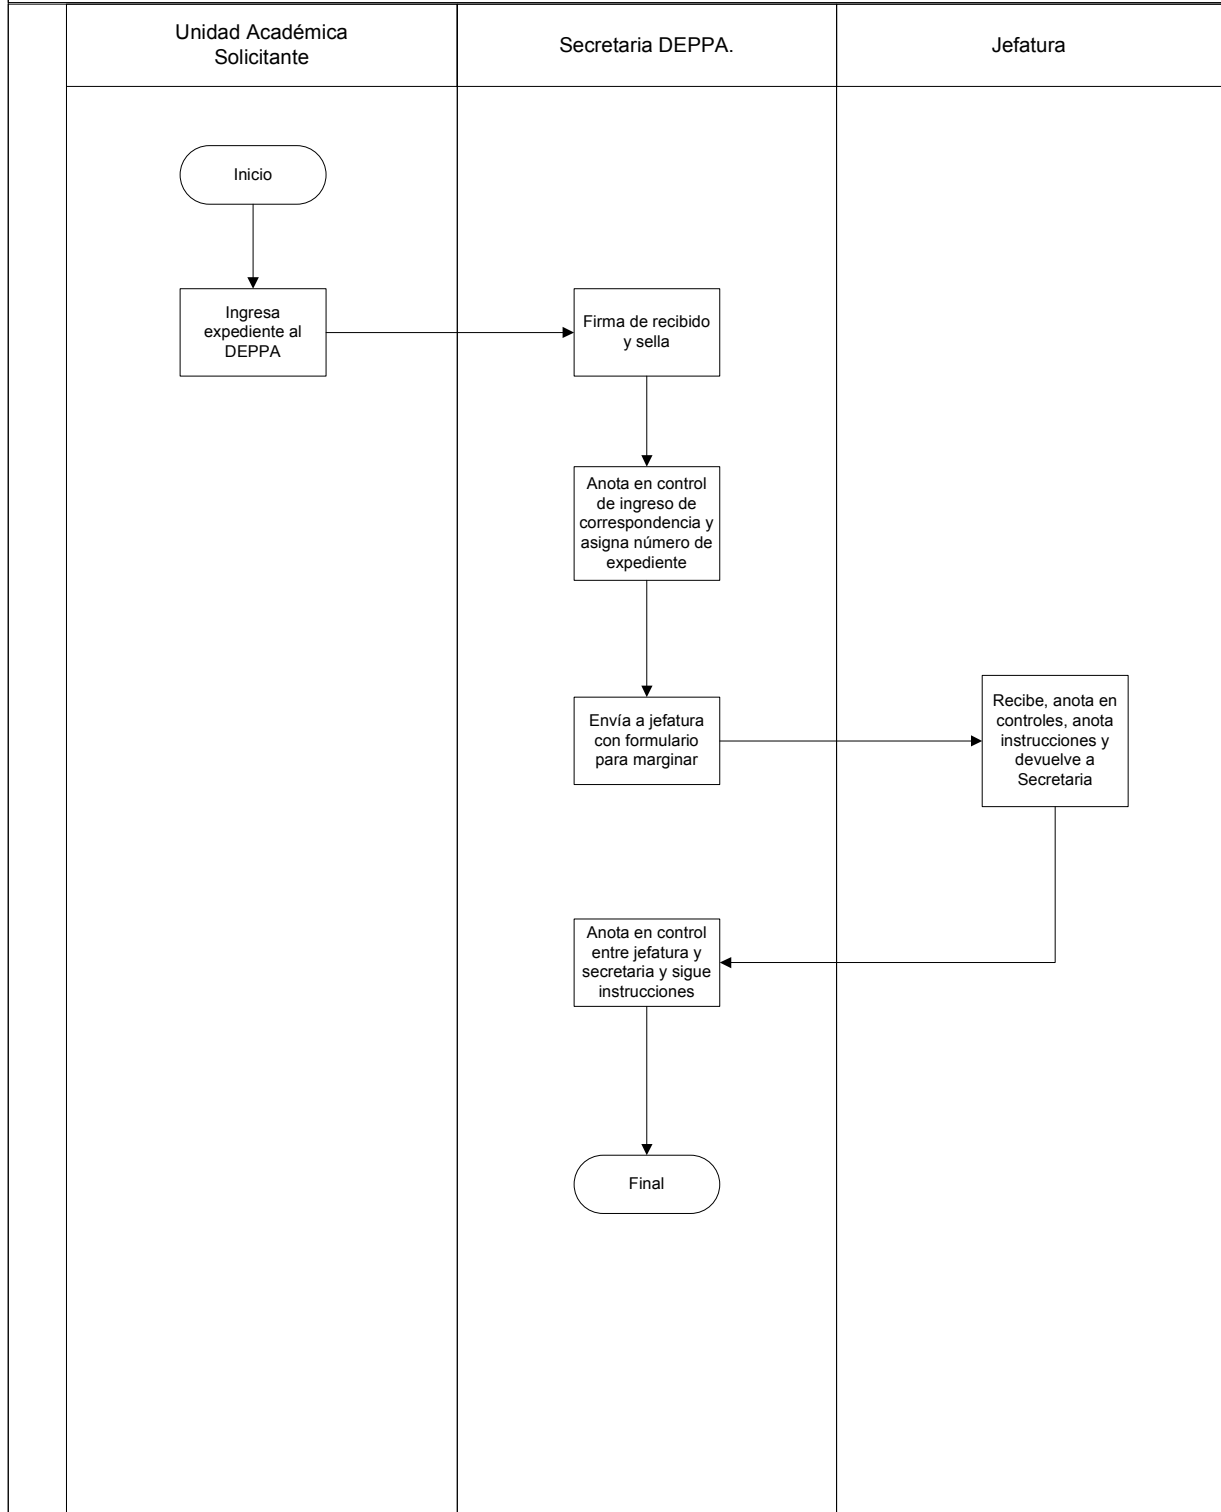 Unidad Académica
Solicitante
Secretaria DEPPA.
Jefatura
Inicio
Ingresa
expediente al
DEPPA
Firma de recibido
y sella
Anota en control
de ingreso de
correspondencia y
asigna número de
expediente
Envía a jefatura
con formulario
para marginar
Recibe, anota en
controles, anota
instrucciones y
devuelve a
Secretaria
Anota en control
entre jefatura y
secretaria y sigue
instrucciones
Final